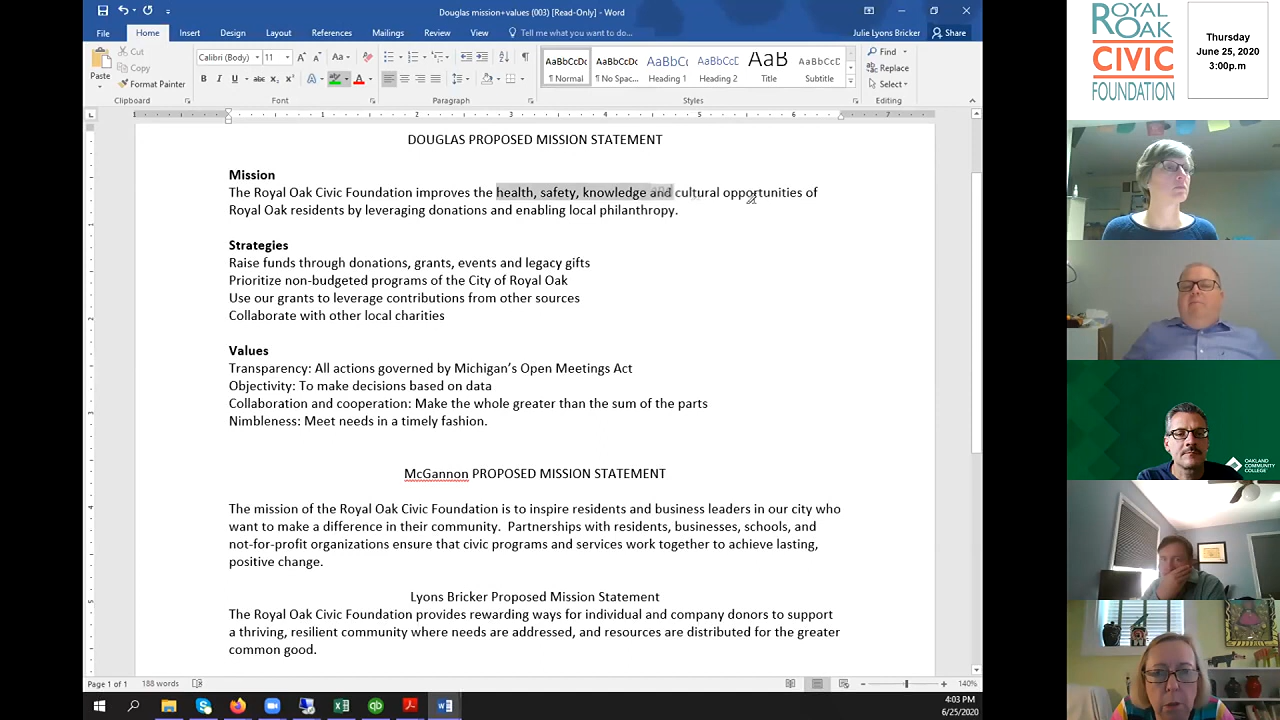 Douglas mission+values (003) [Read-Only] - Word
File Home Insert Design Layout References Mailings Review View Tell me what you want to do... Julie Lyons Bricker Share
Paste Cut Copy Format Painter
Calibri (Body) 11
B I U abc
AaBbCcDc AaBbCcDc AaBbCc AaBbCcD AaB AaBbCcD
¶ Normal ¶ No Spac... Heading 1 Heading 2 Title Subtitle
Find Replace Select
Clipboard Font Paragraph Styles Editing
DOUGLAS PROPOSED MISSION STATEMENT
Mission
The Royal Oak Civic Foundation improves the health, safety, knowledge and cultural opportunities of
Royal Oak residents by leveraging donations and enabling local philanthropy.
Strategies
Raise funds through donations, grants, events and legacy gifts
Prioritize non-budgeted programs of the City of Royal Oak
Use our grants to leverage contributions from other sources
Collaborate with other local charities
Values
Transparency: All actions governed by Michigan's Open Meetings Act
Objectivity: To make decisions based on data
Collaboration and cooperation: Make the whole greater than the sum of the parts
Nimbleness: Meet needs in a timely fashion.
McGannon PROPOSED MISSION STATEMENT
The mission of the Royal Oak Civic Foundation is to inspire residents and business leaders in our city who
want to make a difference in their community. Partnerships with residents, businesses, schools, and
not-for-profit organizations ensure that civic programs and services work together to achieve lasting,
positive change.
Lyons Bricker Proposed Mission Statement
The Royal Oak Civic Foundation provides rewarding ways for individual and company donors to support
a thriving, resilient community where needs are addressed, and resources are distributed for the greater
common good.
Page 1 of 1 188 words 140%
4:03 PM
6/25/2020
ROYAL
OAK
CIVIC
FOUNDATION
Thursday
June 25, 2020
3:00p.m
OAKLAND
COMMUNITY
COLLEGE